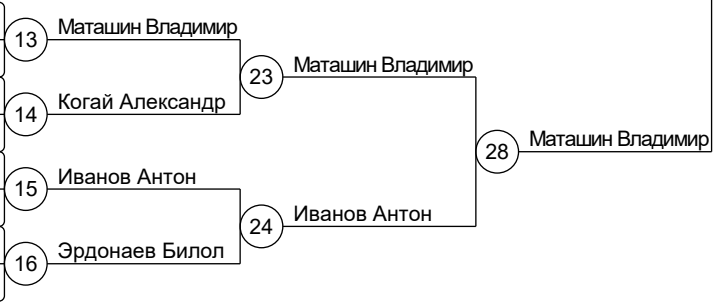 13 Маташин Владимир
23 Маташин Владимир
14 Когай Александр
28 Маташин Владимир
15 Иванов Антон
24 Иванов Антон
16 Эрдонаев Билол